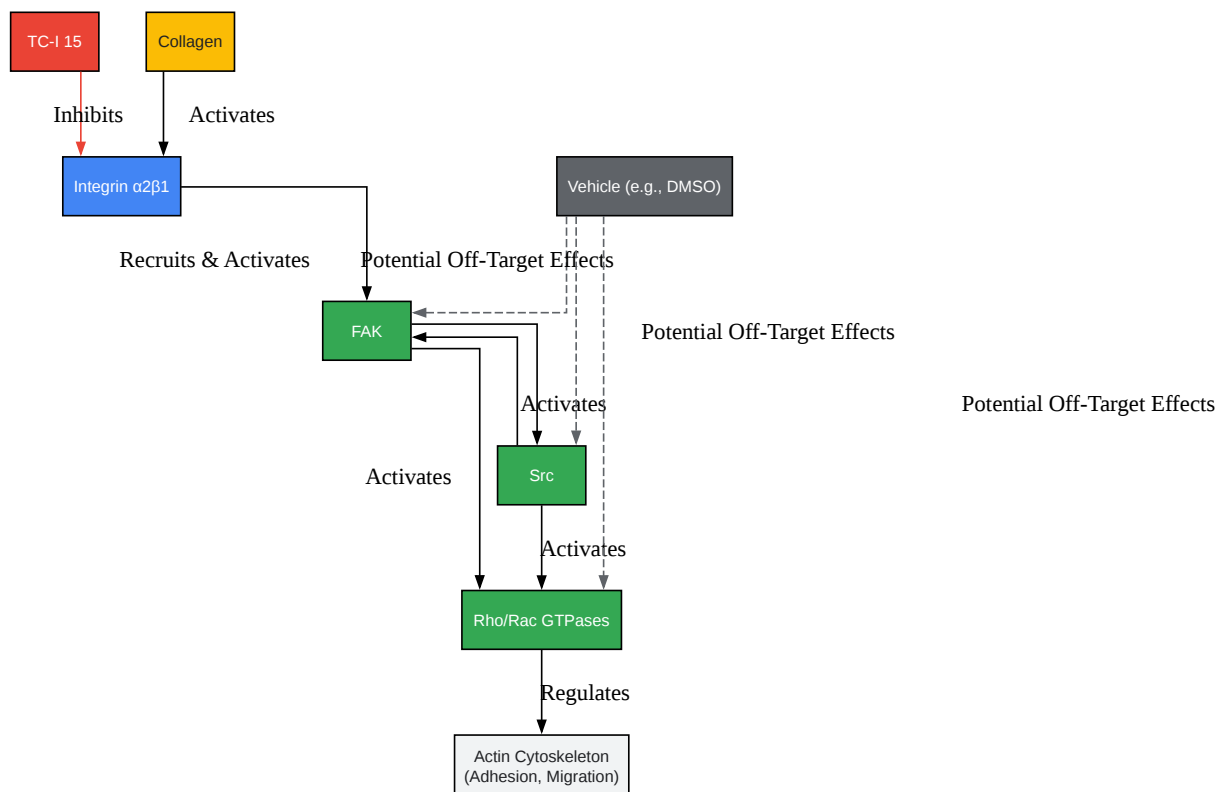 TC-I 15
Collagen
Inhibits
Activates
Integrin α2β1
Vehicle (e.g., DMSO)
Recruits & Activates
Potential Off-Target Effects
FAK
Potential Off-Target Effects
Activates
Potential Off-Target Effects
Activates
Src
Activates
Rho/Rac GTPases
Regulates
Actin Cytoskeleton
(Adhesion, Migration)